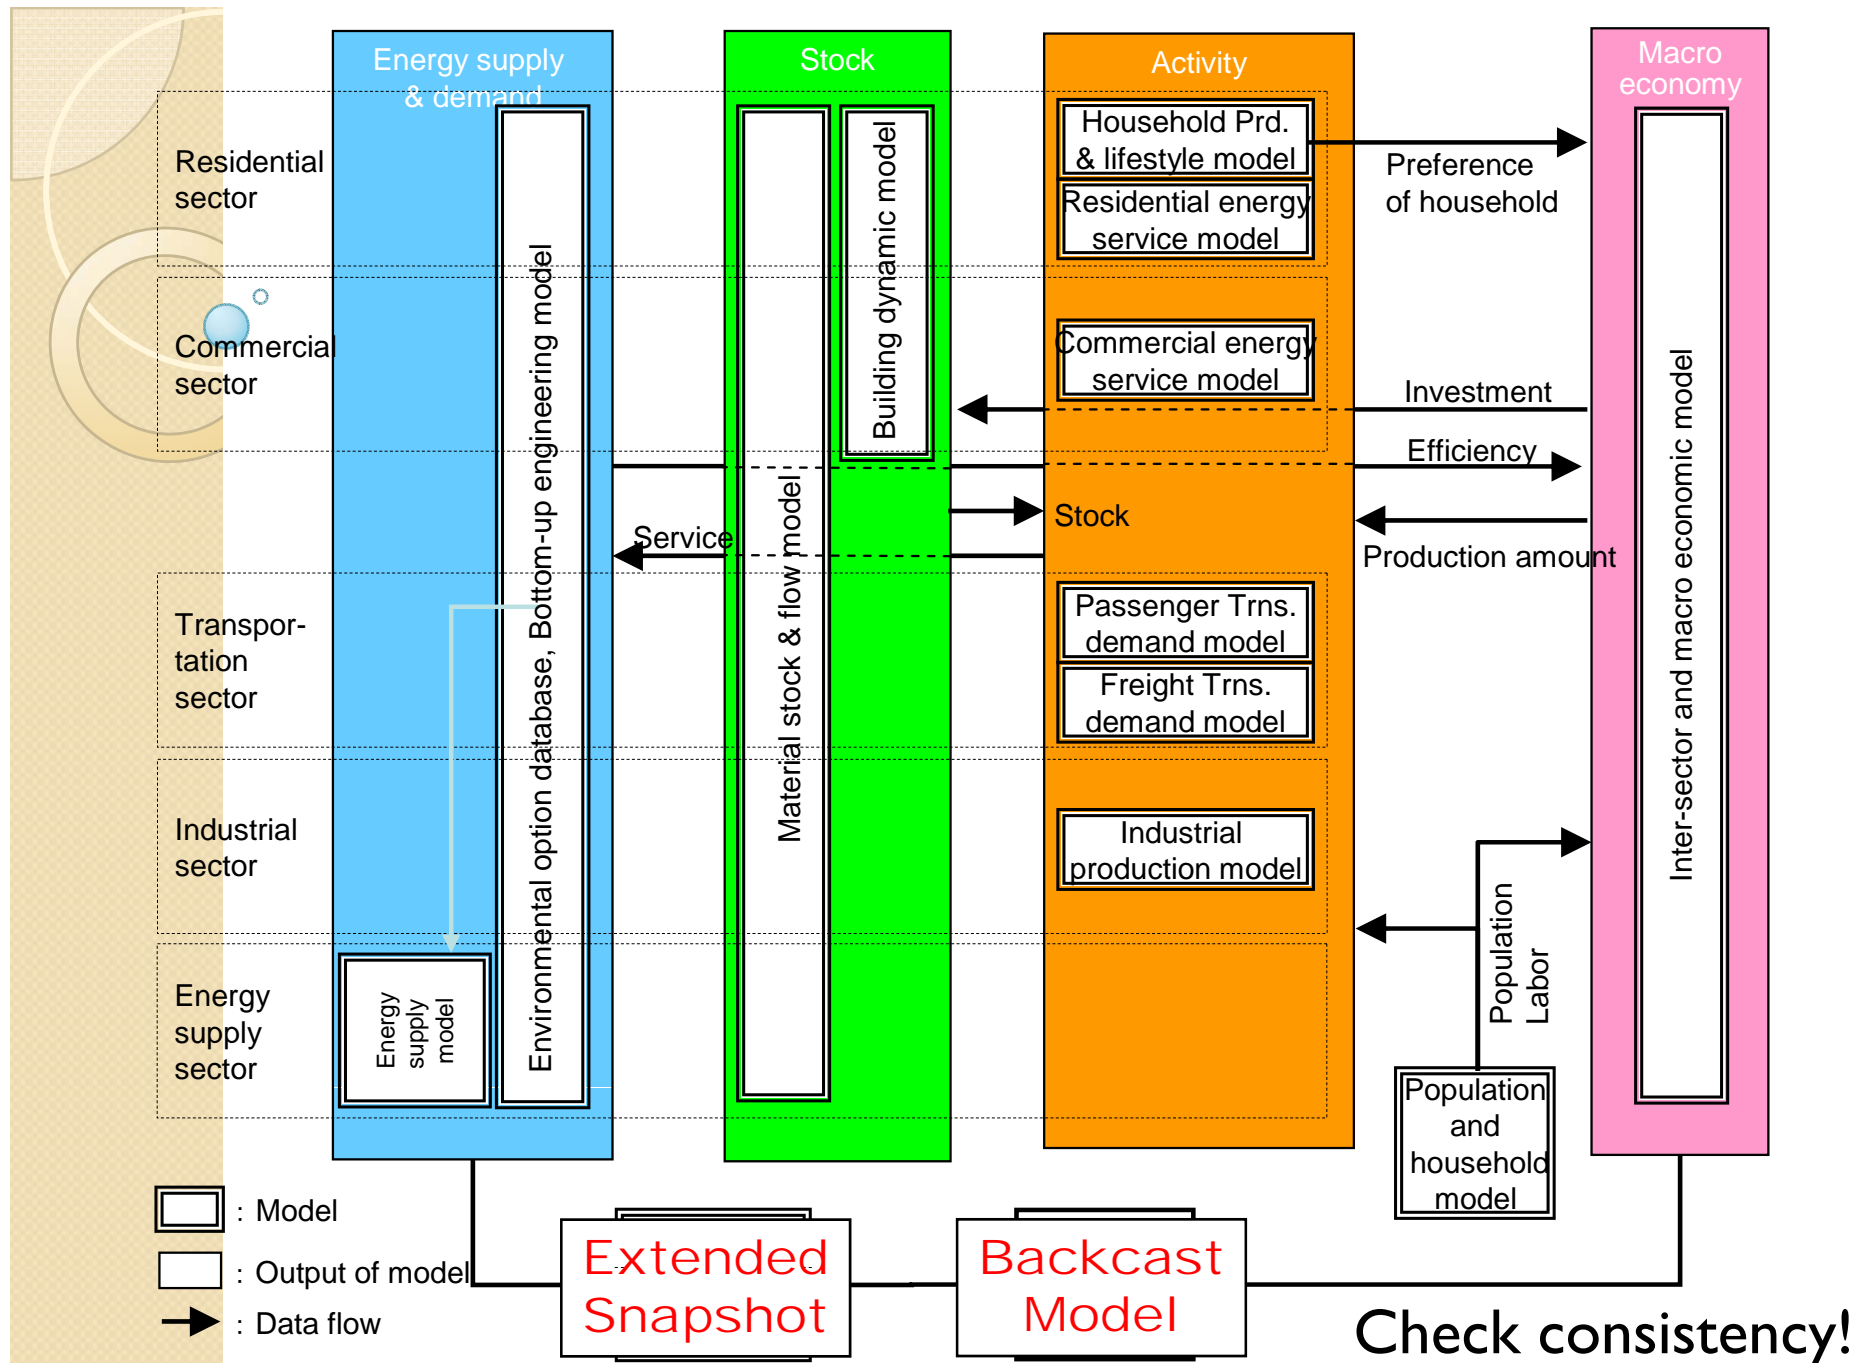 Energy supply
& demand
Stock
Activity
Macro
economy
Residential
sector
Commercial
sector
Transpor-
tation
sector
Industrial
sector
Energy
supply
sector
Environmental option database, Bottom-up engineering model
Energy
supply
model
Material stock & flow model
Building dynamic model
Household Prd.
& lifestyle model
Residential energy
service model
Commercial energy
service model
Passenger Trns.
demand model
Freight Trns.
demand model
Industrial
production model
Inter-sector and macro economic model
Preference
of household
Investment
Efficiency
Stock
Service
Production amount
Population
Labor
Population
and
household
model
: Model
: Output of model
: Data flow
Extended
Snapshot
Backcast
Model
Check consistency!